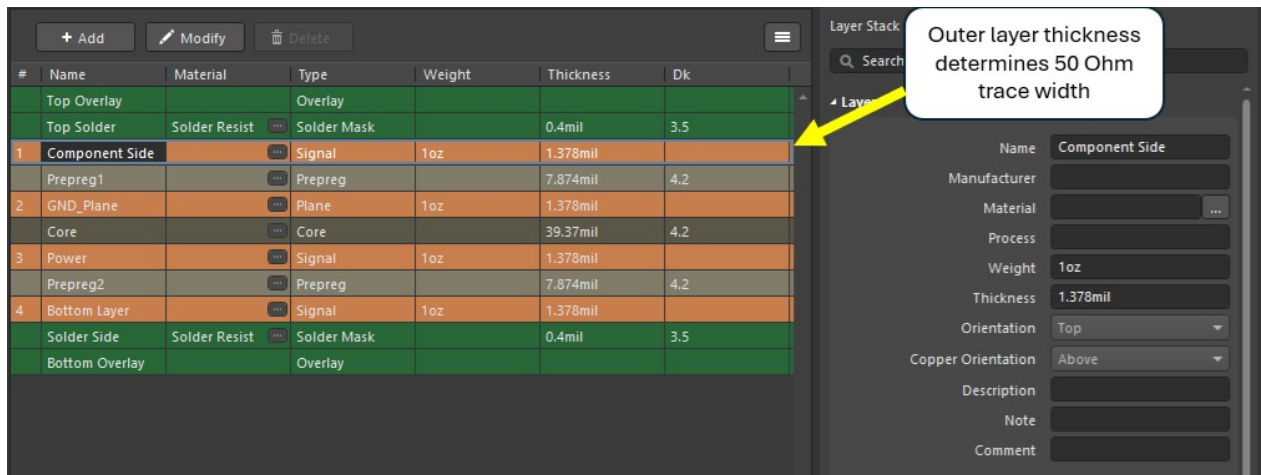 + Add Modify Delete
# Name Material Type Weight Thickness Dk
Top Overlay Overlay
Top Solder Solder Resist ... Solder Mask 0.4mil 3.5
1 Component Side ... Signal 1oz 1.378mil
Prepreg1 ... Prepreg 7.874mil 4.2
2 GND_Plane ... Plane 1oz 1.378mil
Core ... Core 39.37mil 4.2
3 Power ... Signal 1oz 1.378mil
Prepreg2 ... Prepreg 7.874mil 4.2
4 Bottom Layer ... Signal 1oz 1.378mil
Solder Side Solder Resist ... Solder Mask 0.4mil 3.5
Bottom Overlay Overlay
Outer layer thickness
determines 50 Ohm
trace width
Layer Stack
Search
Name Component Side
Manufacturer
Material ...
Process
Weight 1oz
Thickness 1.378mil
Orientation Top
Copper Orientation Above
Description
Note
Comment